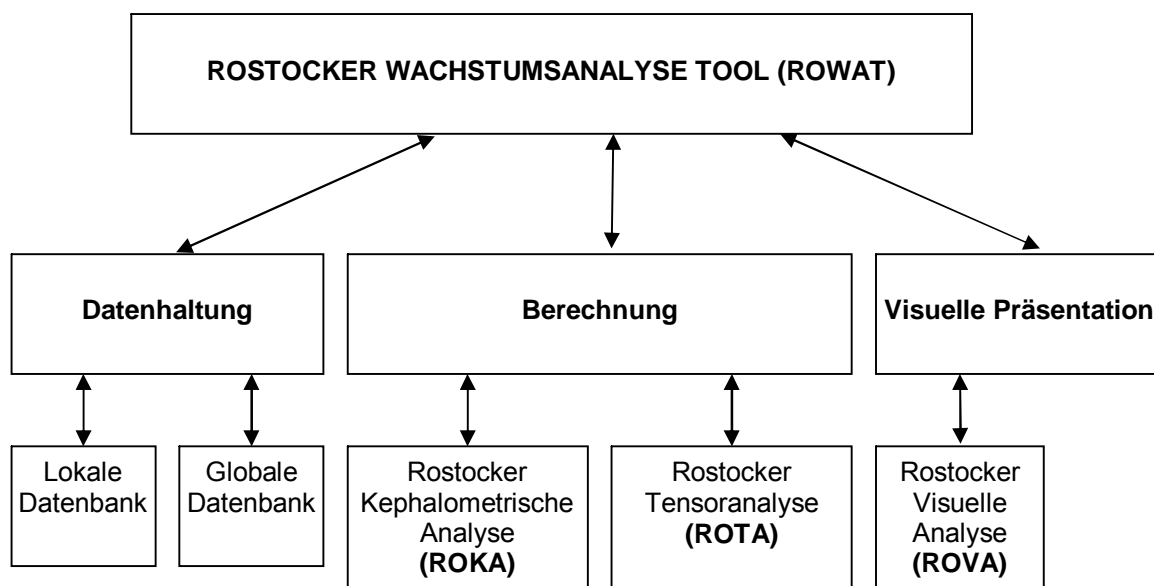 ROSTOCKER WACHSTUMSANALYSE TOOL (ROWAT)
Datenhaltung
Berechnung
Visuelle Präsentation
Lokale
Datenbank
Globale
Datenbank
Rostocker
Kephalometrische
Analyse
(ROKA)
Rostocker
Tensoranalyse
(ROTA)
Rostocker
Visuelle
Analyse
(ROVA)